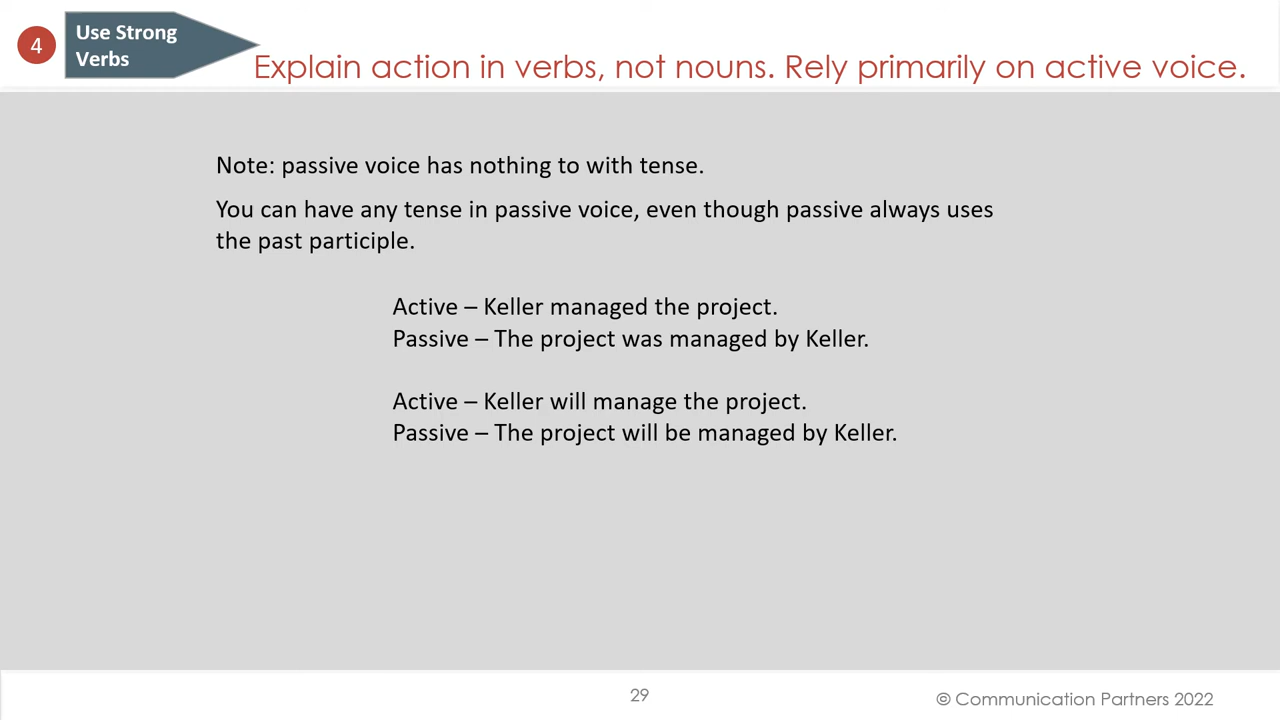 4
Use Strong
Verbs
Explain action in verbs, not nouns. Rely primarily on active voice.
Note: passive voice has nothing to with tense.
You can have any tense in passive voice, even though passive always uses
the past participle.
Active – Keller managed the project.
Passive – The project was managed by Keller.
Active – Keller will manage the project.
Passive – The project will be managed by Keller.
29
© Communication Partners 2022